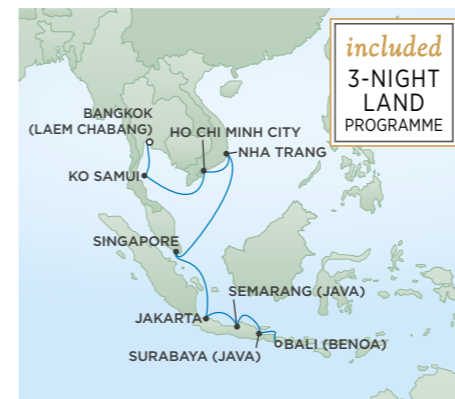 included
3-NIGHT
LAND
PROGRAMME
BANGKOK
(LAEM CHABANG)
HO CHI MINH CITY
NHA TRANG
KO SAMUI
SINGAPORE
SEMARANG (JAVA)
JAKARTA
BALI (BENOA)
SURABAYA (JAVA)